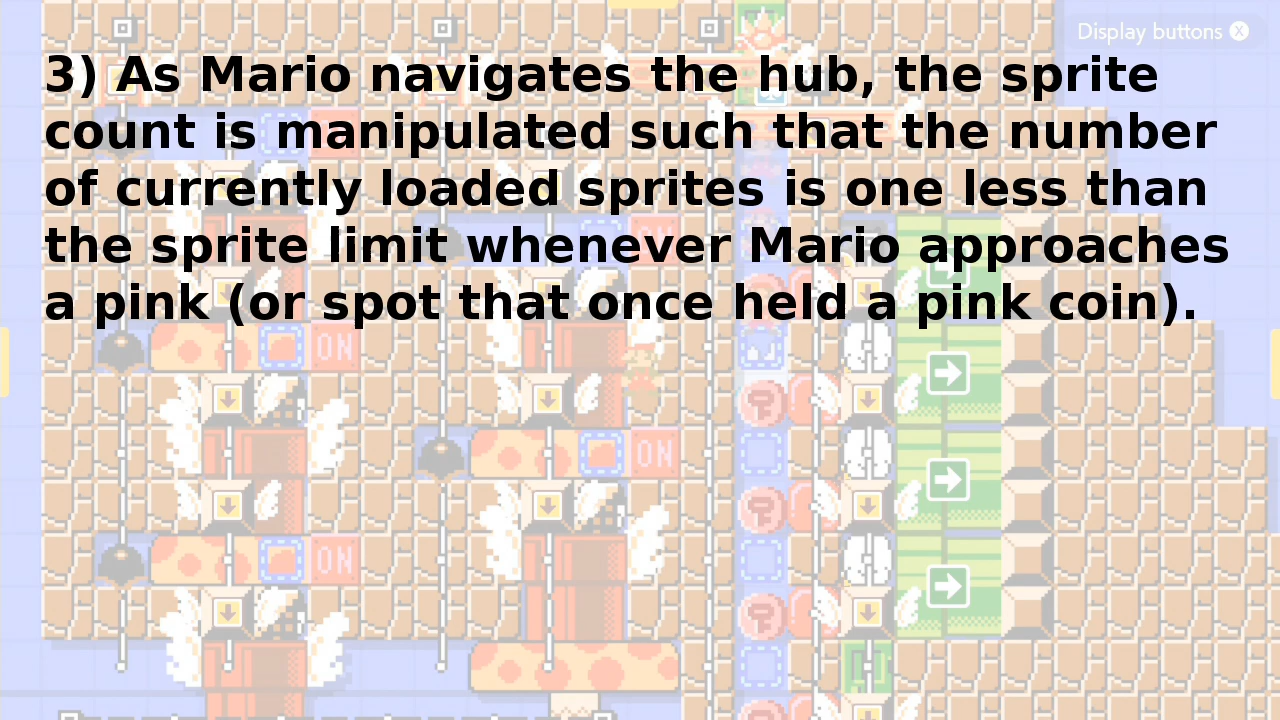 Display buttons X
3) As Mario navigates the hub, the sprite
count is manipulated such that the number
of currently loaded sprites is one less than
the sprite limit whenever Mario approaches
a pink (or spot that once held a pink coin).
ON
ON
ON
ON